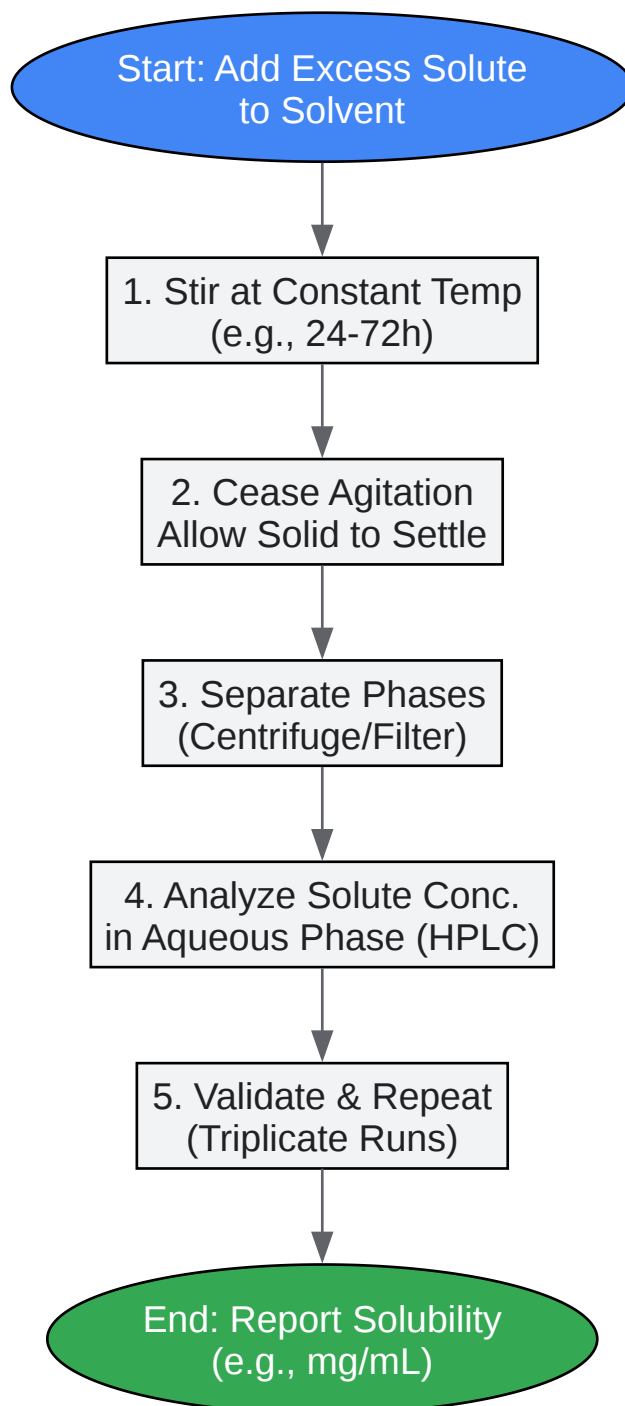 Start: Add Excess Solute
to Solvent
1. Stir at Constant Temp
(e.g., 24-72h)
2. Cease Agitation
Allow Solid to Settle
3. Separate Phases
(Centrifuge/Filter)
4. Analyze Solute Conc.
in Aqueous Phase (HPLC)
5. Validate & Repeat
(Triplicate Runs)
End: Report Solubility
(e.g., mg/mL)